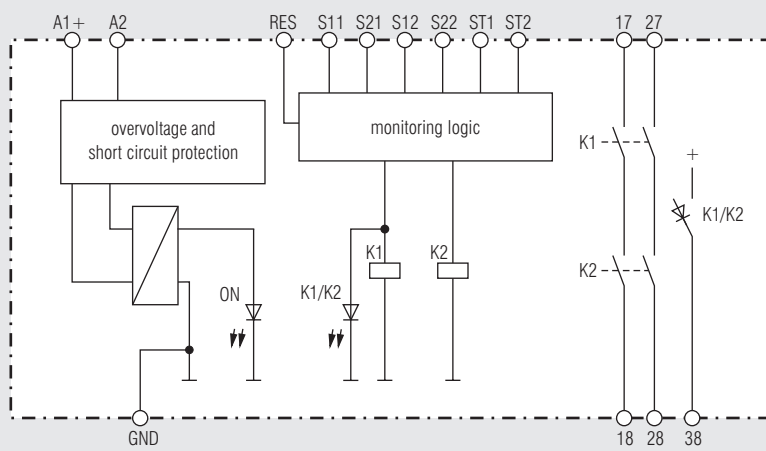 A1+ A2 RES S11 S21 S12 S22 ST1 ST2 17 27
overvoltage and
short circuit protection
monitoring logic
K1
+
K1/K2
K1 K2
K2
ON K1/K2
GND 18 28 38